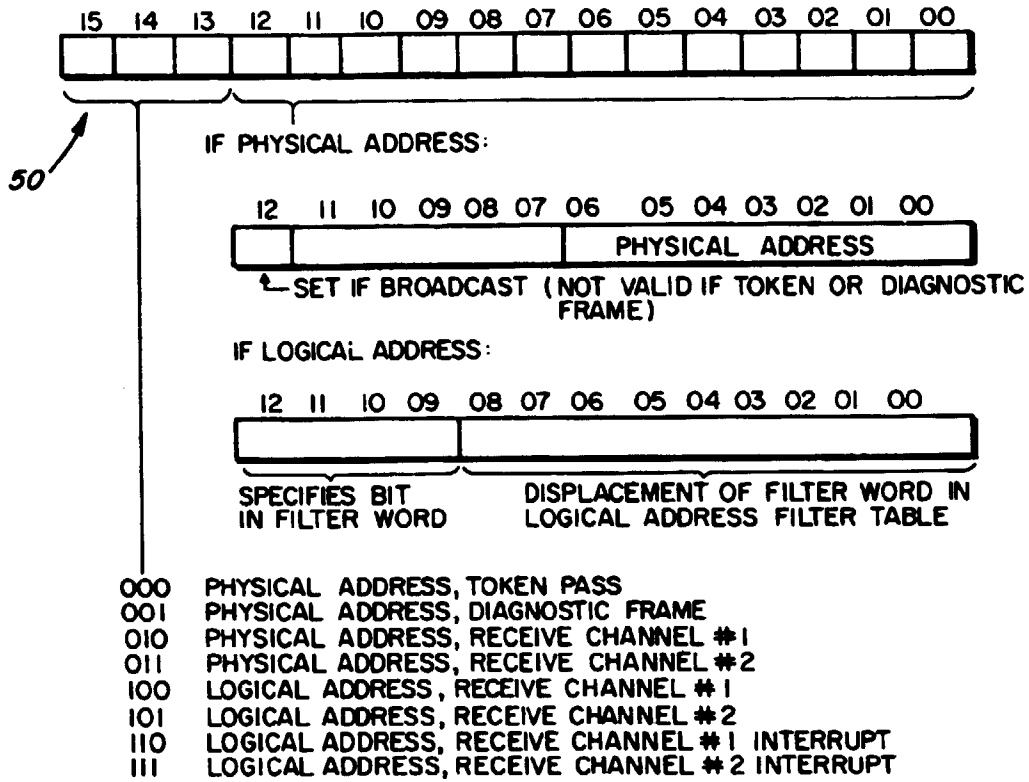 15 14 13 12 11 10 09 08 07 06 05 04 03 02 01 00
50
IF PHYSICAL ADDRESS:
12 11 10 09 08 07 06 05 04 03 02 01 00
PHYSICAL ADDRESS
SET IF BROADCAST (NOT VALID IF TOKEN OR DIAGNOSTIC
FRAME)
IF LOGICAL ADDRESS:
12 11 10 09 08 07 06 05 04 03 02 01 00
SPECIFIES BIT
IN FILTER WORD
DISPLACEMENT OF FILTER WORD IN
LOGICAL ADDRESS FILTER TABLE
000 PHYSICAL ADDRESS, TOKEN PASS
001 PHYSICAL ADDRESS, DIAGNOSTIC FRAME
010 PHYSICAL ADDRESS, RECEIVE CHANNEL #1
011 PHYSICAL ADDRESS, RECEIVE CHANNEL #2
100 LOGICAL ADDRESS, RECEIVE CHANNEL #1
101 LOGICAL ADDRESS, RECEIVE CHANNEL #2
110 LOGICAL ADDRESS, RECEIVE CHANNEL #1 INTERRUPT
111 LOGICAL ADDRESS, RECEIVE CHANNEL #2 INTERRUPT